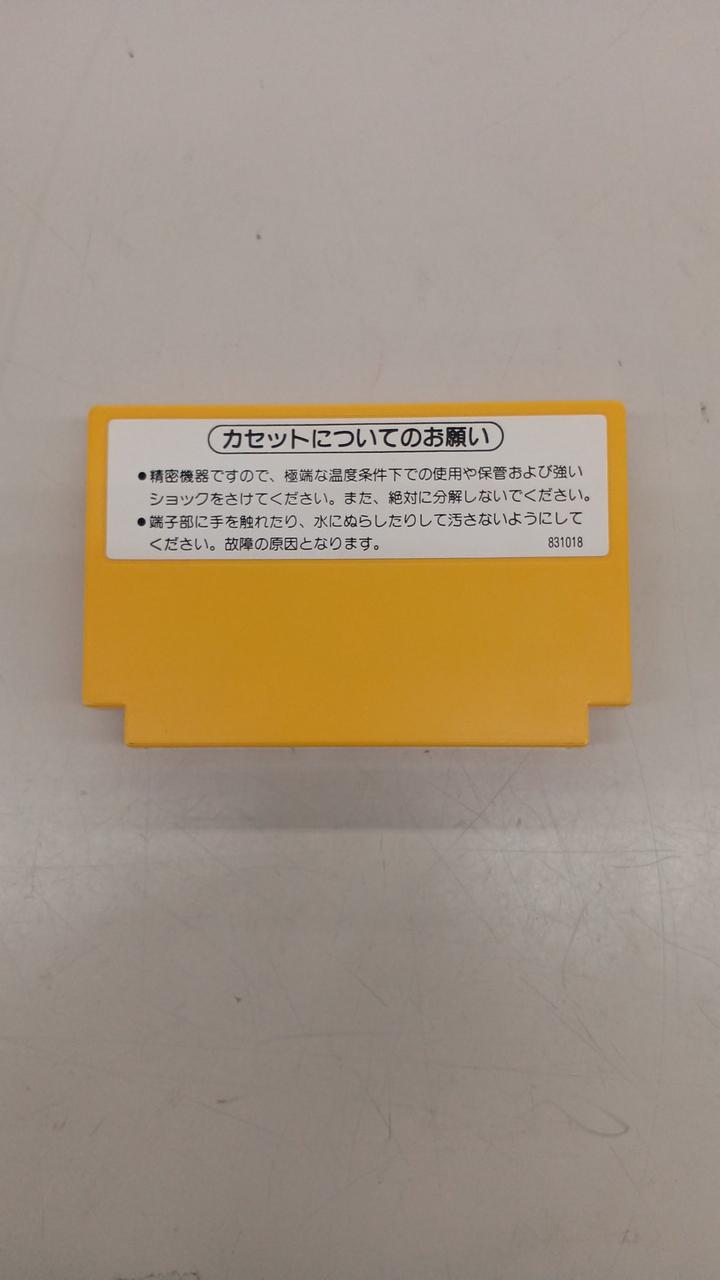 カセットについてのお願い
●精密機器ですので、極端な温度条件下での使用や保管および強い
ショックをさけてください。また、絶対に分解しないでください。
●端子部に手を触れたり、水にぬらしたりして汚さないようにして
ください。故障の原因となります。 831018